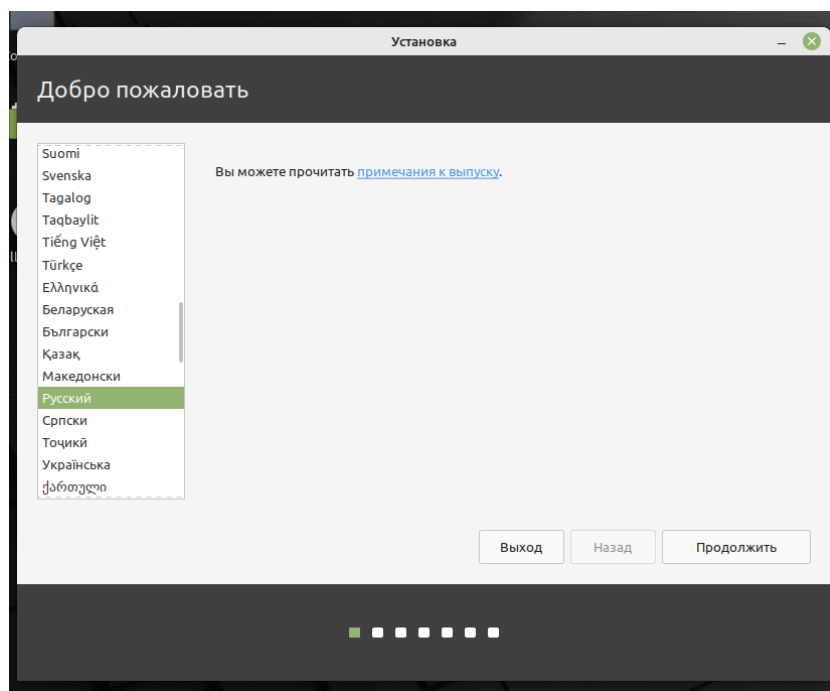 Установка
Добро пожаловать
Suomi
Svenska
Tagalog
Taqbaylit
Tiếng Việt
Türkçe
Ελληνικά
Беларуская
Български
Қазақ
Македонски
Русский
Српски
Тоҷикӣ
Українська
ქართული
Вы можете прочитать примечания к выпуску.
Выход
Назад
Продолжить